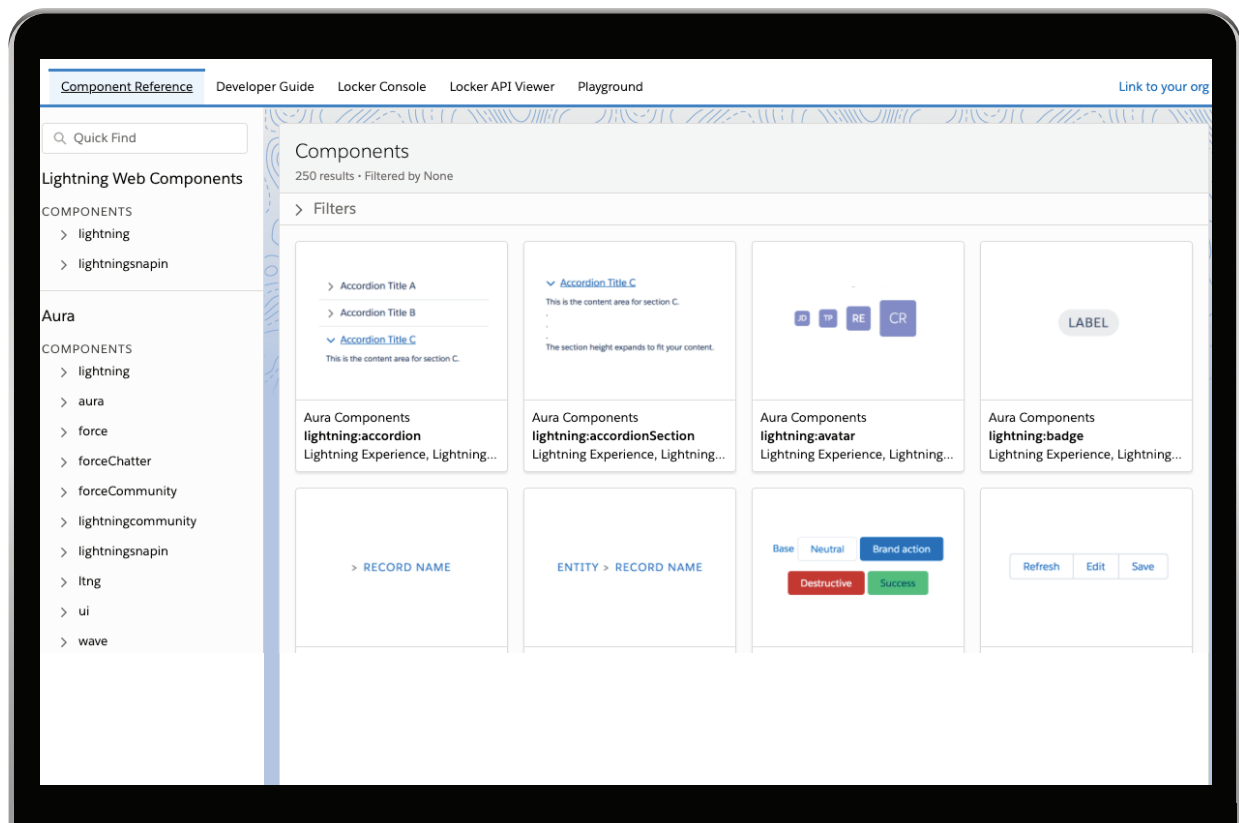 Component Reference Developer Guide Locker Console Locker API Viewer Playground Link to your org
Quick Find
Lightning Web Components
COMPONENTS
lightning
lightningsnapin
Aura
COMPONENTS
lightning
aura
force
forceChatter
forceCommunity
lightningcommunity
lightningsnapin
ltng
ui
wave
Components
250 results • Filtered by None
Filters
Accordion Title A
Accordion Title B
Accordion Title C
This is the content area for section C.
Aura Components
lightning:accordion
Lightning Experience, Lightning...
Accordion Title C
This is the content area for section C.
.
.
.
The section height expands to fit your content.
Aura Components
lightning:accordionSection
Lightning Experience, Lightning...
JD TP RE CR
Aura Components
lightning:avatar
Lightning Experience, Lightning...
LABEL
Aura Components
lightning:badge
Lightning Experience, Lightning...
> RECORD NAME
ENTITY > RECORD NAME
Base Neutral Brand action
Destructive Success
Refresh Edit Save